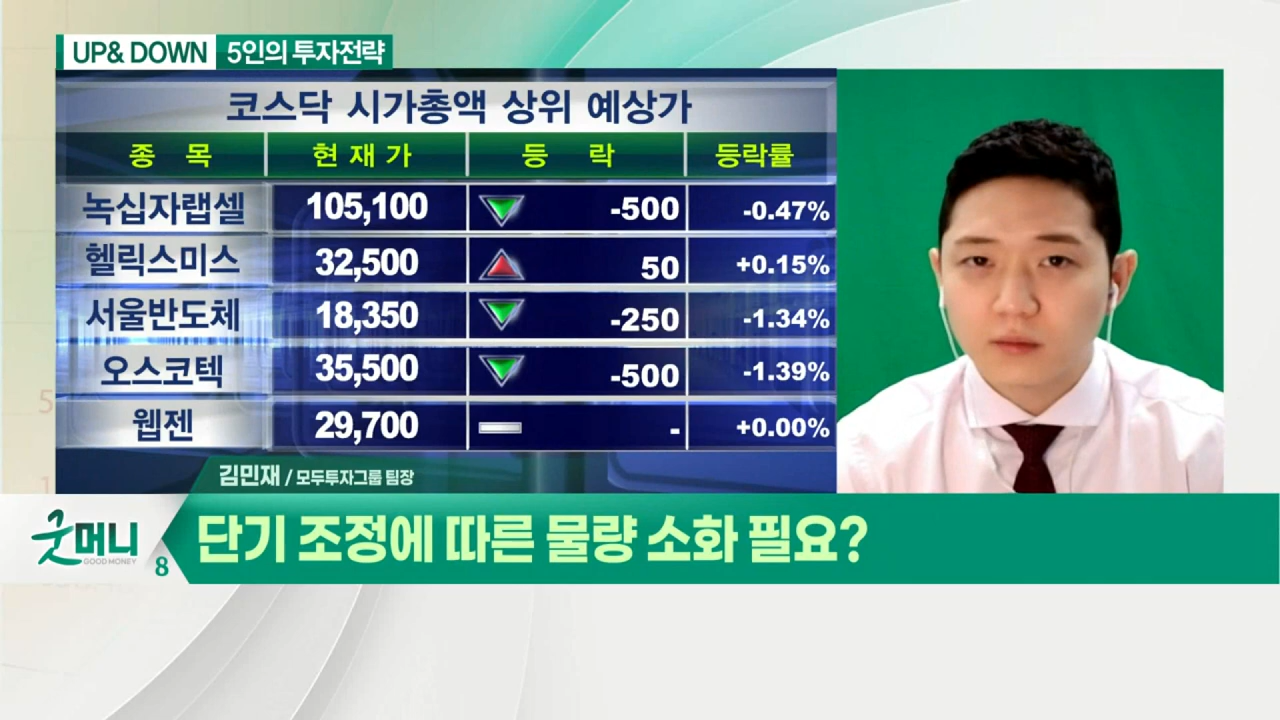 UP& DOWN 5인의 투자전략
코스닥 시가총액 상위 예상가
종 목 현 재 가 등 락 등락률
녹십자랩셀 105,100 -500 -0.47%
헬릭스미스 32,500 50 +0.15%
서울반도체 18,350 -250 -1.34%
오스코텍 35,500 -500 -1.39%
웹젠 29,700 - +0.00%
김민재 / 모두투자그룹 팀장
굿머니
GOOD MONEY 8
단기 조정에 따른 물량 소화 필요?
5
1